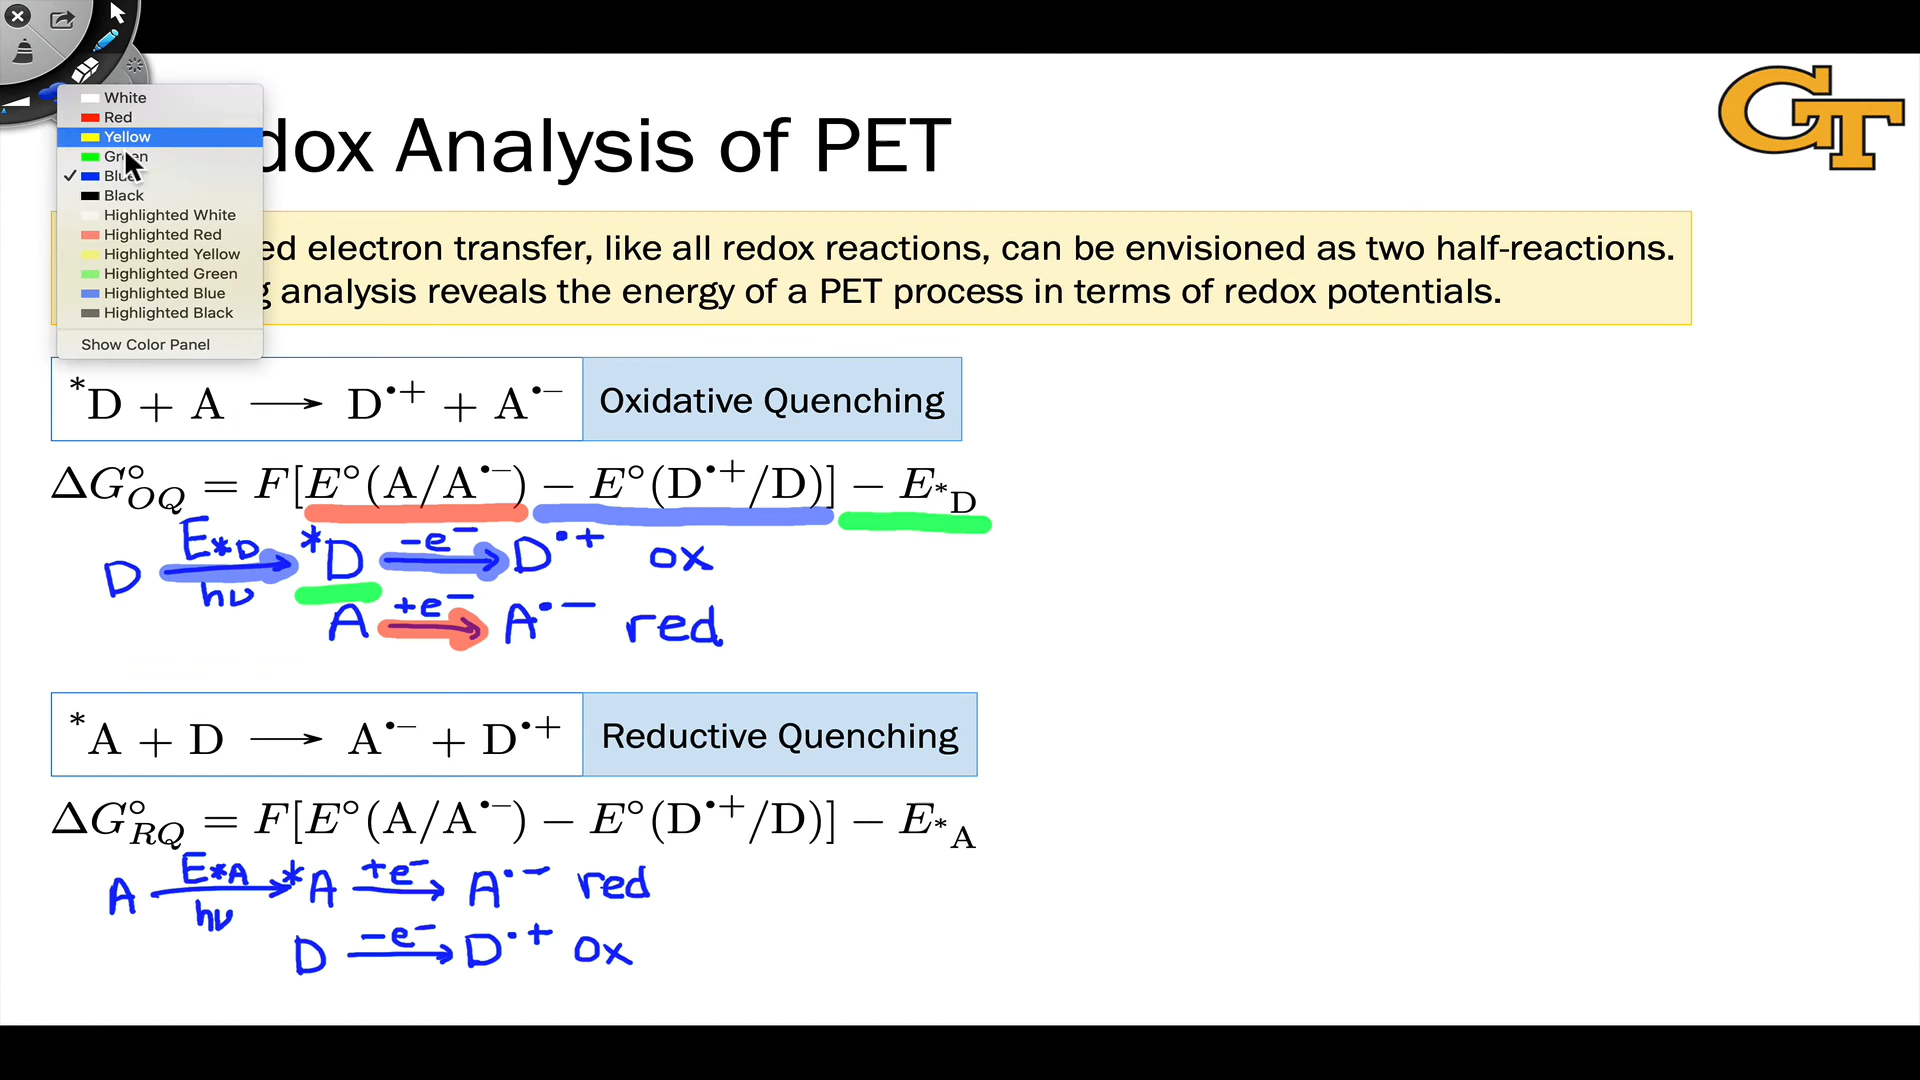 White
Red
Yellow
Green
Blue
Black
Highlighted White
Highlighted Red
Highlighted Yellow
Highlighted Green
Highlighted Blue
Highlighted Black
Show Color Panel
GT
dox Analysis of PET
ed electron transfer, like all redox reactions, can be envisioned as two half-reactions.
g analysis reveals the energy of a PET process in terms of redox potentials.
*D + A ⟶ D•+ + A•− Oxidative Quenching
ΔG°OQ = F[E°(A/A•−) − E°(D•+/D)] − E*D
D E*D hν → *D −e− → D•+ ox
A +e− → A•− red
*A + D ⟶ A•− + D•+ Reductive Quenching
ΔG°RQ = F[E°(A/A•−) − E°(D•+/D)] − E*A
A E*A hν → *A +e− → A•− red
D −e− → D•+ ox